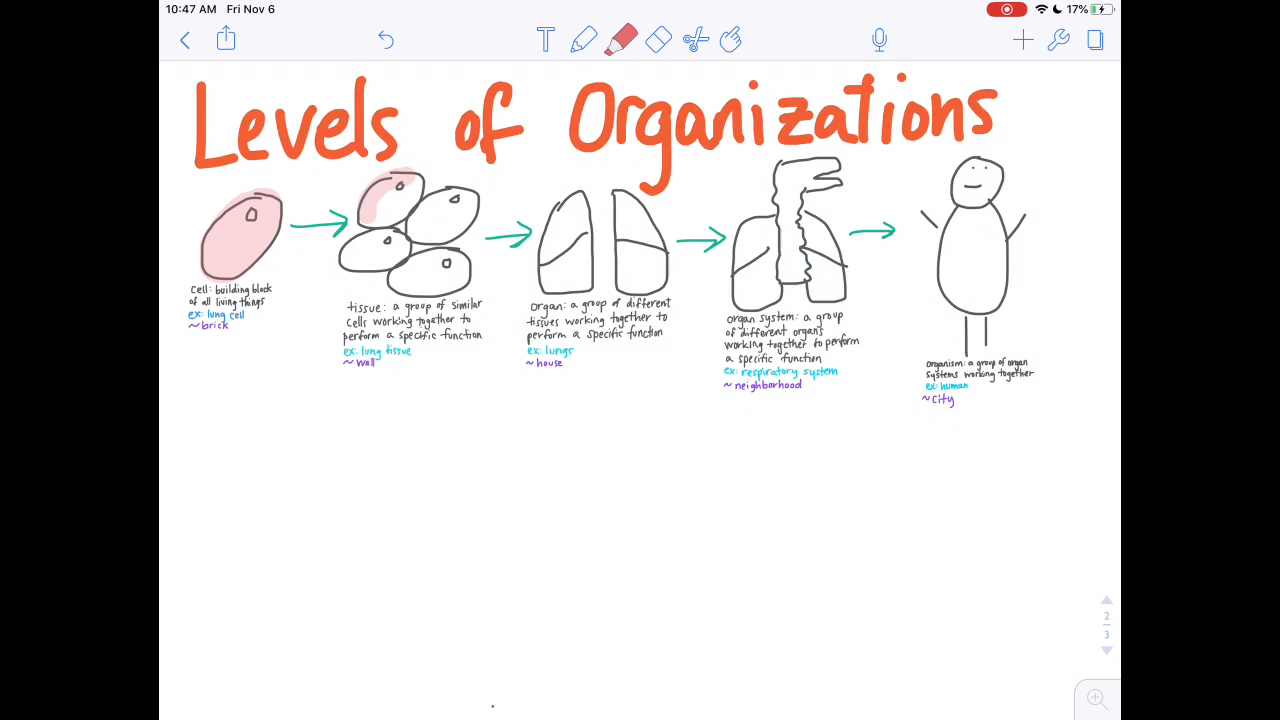 10:47 AM Fri Nov 6
17%
T
Levels of Organizations
Cell: building block
of all living things
ex: lung cell
~ brick
tissue: a group of similar
cells working together to
perform a specific function
ex: lung tissue
~ wall
Organ: a group of different
tissues working together to
perform a specific function
ex: lungs
~ house
Organ system: a group
of different organs
working together to perform
a specific function
ex: respiratory system
~ neighborhood
Organism: a group of organ
systems working together
ex: human
~ city
2
3